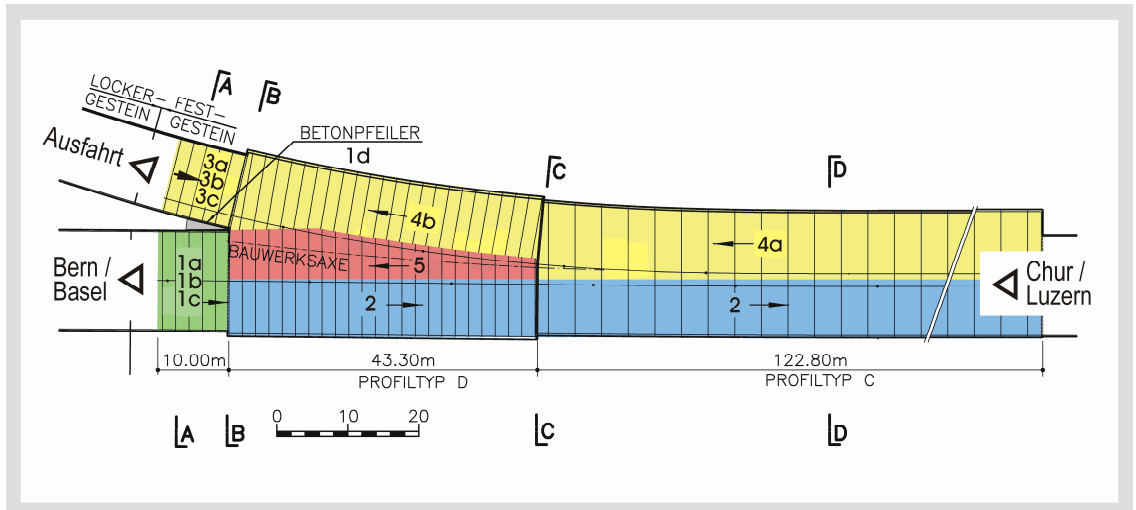 A
B
LOCKER- FEST-
GESTEIN GESTEIN
BETONPFEILER
1d
Ausfahrt
3a
3b
3c
C
D
4b
4a
BAUWERKSAXE
5
Bern /
Basel
1a
1b
1c
2
2
Chur /
Luzern
10.00m
43.30m
122.80m
PROFILTYP D
PROFILTYP C
0 10 20
A
B
C
D